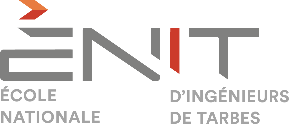 ÈNIT
ÉCOLE
NATIONALE
D'INGÉNIEURS
DE TARBES